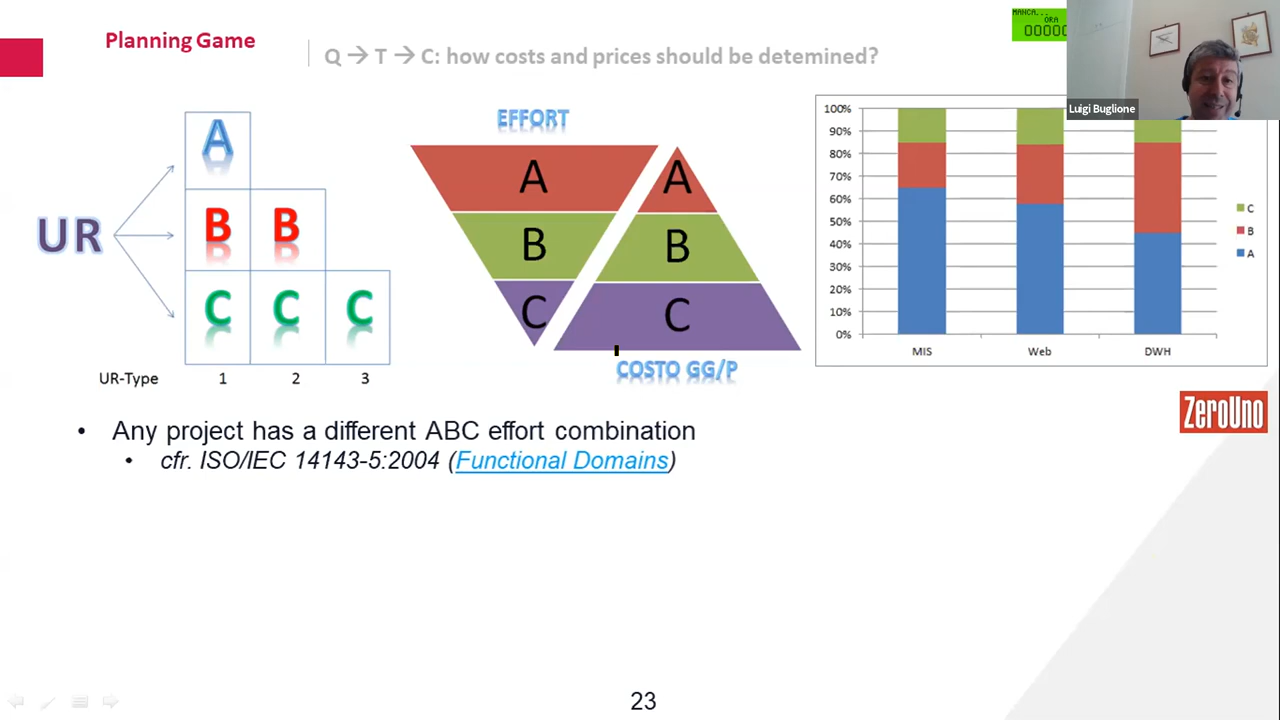 Planning Game
Q → T → C: how costs and prices should be detemined?
MANCA...
ORA
Luigi Buglione
UR
A
B B
C C C
UR-Type 1 2 3
EFFORT
A
B
C
A
B
C
COSTO GG/P
100%
90%
80%
70%
60%
50%
40%
30%
20%
10%
0%
MIS Web DWH
C
B
A
ZeroUno
• Any project has a different ABC effort combination
• cfr. ISO/IEC 14143-5:2004 (Functional Domains)
23